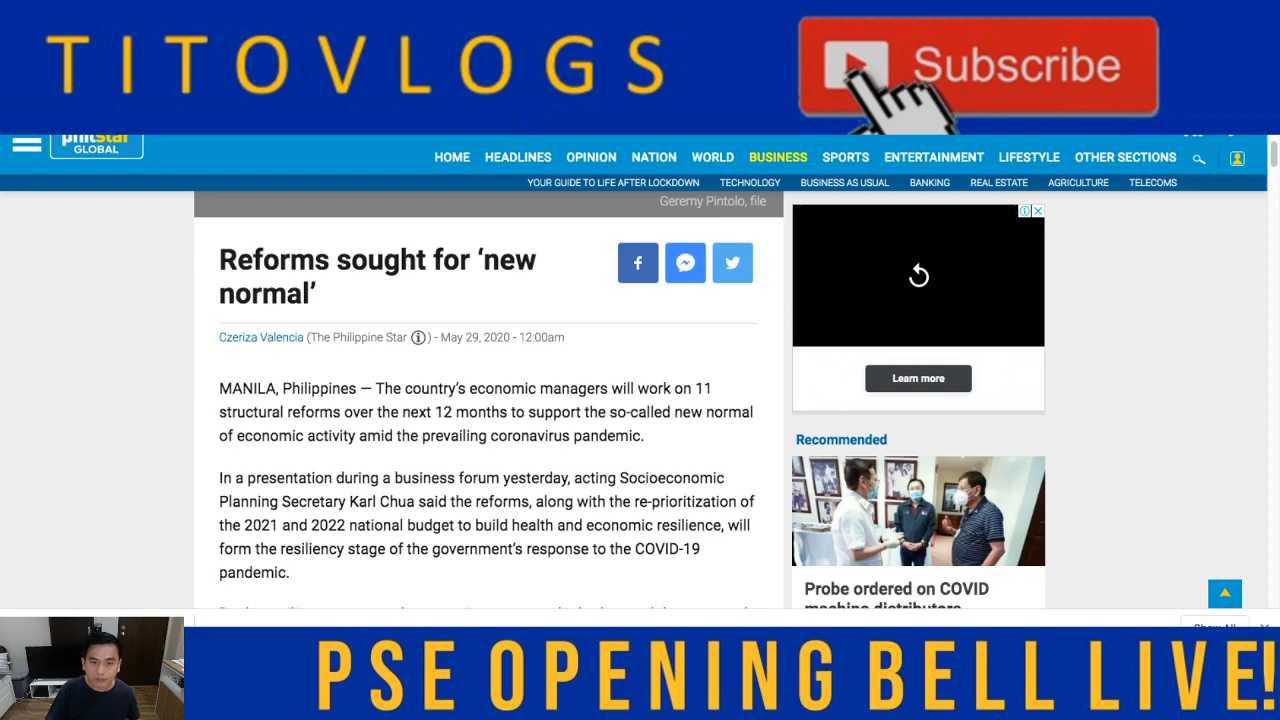 TITOVLOGS
Subscribe
philstar
GLOBAL
HOME HEADLINES OPINION NATION WORLD BUSINESS SPORTS ENTERTAINMENT LIFESTYLE OTHER SECTIONS
YOUR GUIDE TO LIFE AFTER LOCKDOWN TECHNOLOGY BUSINESS AS USUAL BANKING REAL ESTATE AGRICULTURE TELECOMS
Geremy Pintolo, file
Reforms sought for ‘new
normal’
Czeriza Valencia (The Philippine Star ) - May 29, 2020 - 12:00am
MANILA, Philippines — The country’s economic managers will work on 11
structural reforms over the next 12 months to support the so-called new normal
of economic activity amid the prevailing coronavirus pandemic.
In a presentation during a business forum yesterday, acting Socioeconomic
Planning Secretary Karl Chua said the reforms, along with the re-prioritization of
the 2021 and 2022 national budget to build health and economic resilience, will
form the resiliency stage of the government’s response to the COVID-19
pandemic.
Learn more
Recommended
Probe ordered on COVID
machine distributors
Show All
PSE OPENING BELL LIVE!